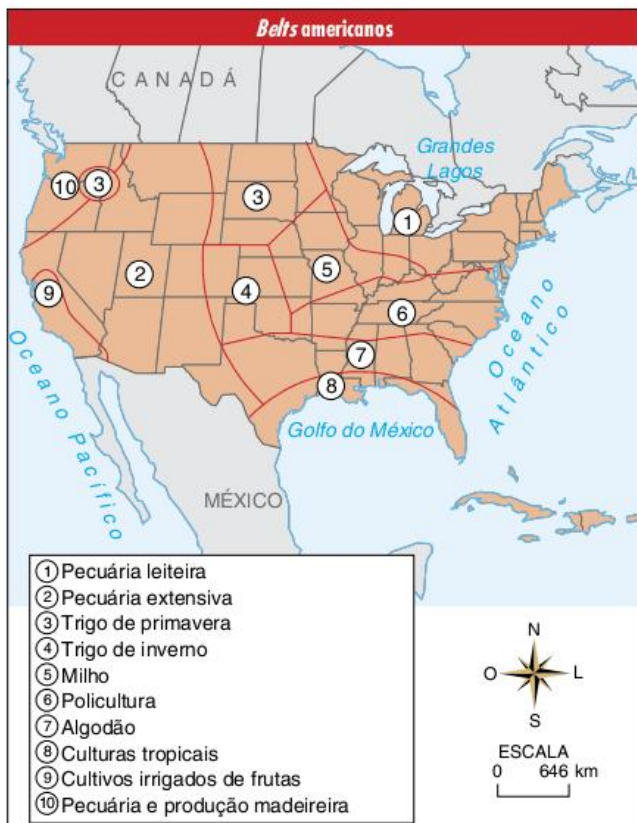 Belts americanos
CANADÁ
Grandes
Lagos
10
3
3
1
2
5
9
4
6
7
8
Oceano Pacífico
Oceano
Atlântico
Golfo do México
MÉXICO
1 Pecuária leiteira
2 Pecuária extensiva
3 Trigo de primavera
4 Trigo de inverno
5 Milho
6 Policultura
7 Algodão
8 Culturas tropicais
9 Cultivos irrigados de frutas
10 Pecuária e produção madeireira
N
O L
S
ESCALA
0 646 km